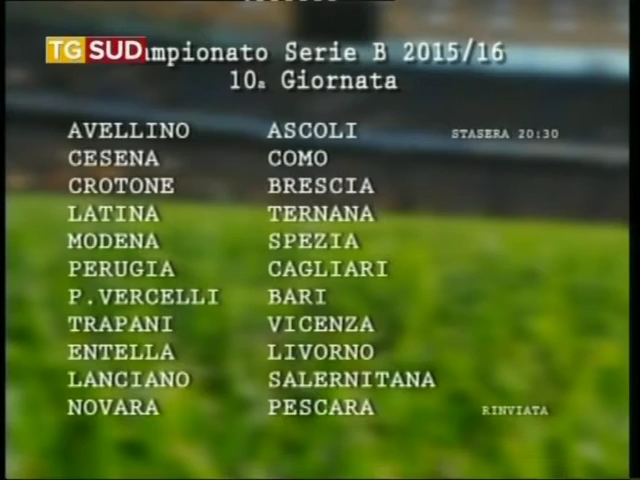 TG SUD mpionato Serie B 2015/16
10a Giornata
AVELLINO ASCOLI STASERA 20:30
CESENA COMO
CROTONE BRESCIA
LATINA TERNANA
MODENA SPEZIA
PERUGIA CAGLIARI
P.VERCELLI BARI
TRAPANI VICENZA
ENTELLA LIVORNO
LANCIANO SALERNITANA
NOVARA PESCARA RINVIATA